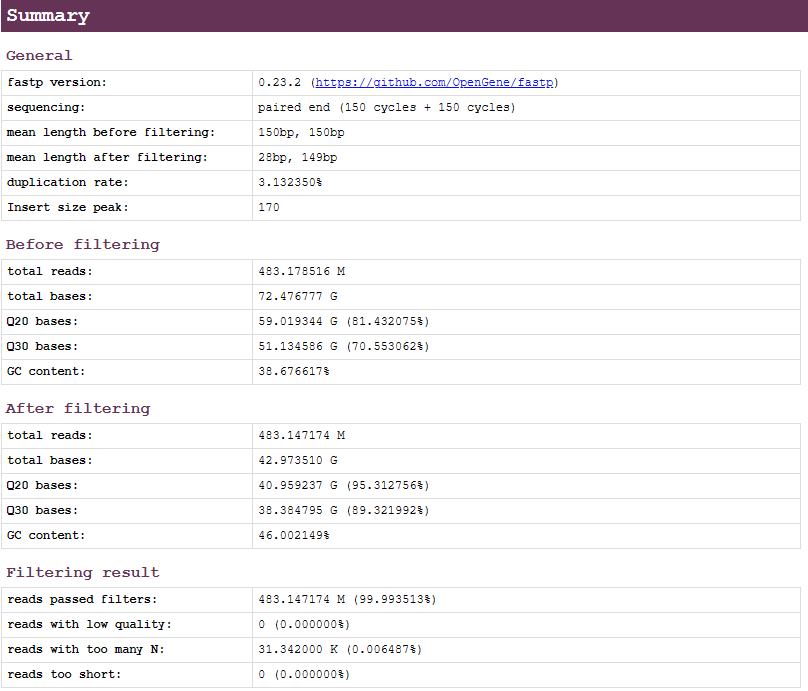 Summary
General
fastp version: 0.23.2 (https://github.com/OpenGene/fastp)
sequencing: paired end (150 cycles + 150 cycles)
mean length before filtering: 150bp, 150bp
mean length after filtering: 28bp, 149bp
duplication rate: 3.132350%
Insert size peak: 170
Before filtering
total reads: 483.178516 M
total bases: 72.476777 G
Q20 bases: 59.019344 G (81.432075%)
Q30 bases: 51.134586 G (70.553062%)
GC content: 38.676617%
After filtering
total reads: 483.147174 M
total bases: 42.973510 G
Q20 bases: 40.959237 G (95.312756%)
Q30 bases: 38.384795 G (89.321992%)
GC content: 46.002149%
Filtering result
reads passed filters: 483.147174 M (99.993513%)
reads with low quality: 0 (0.000000%)
reads with too many N: 31.342000 K (0.006487%)
reads too short: 0 (0.000000%)